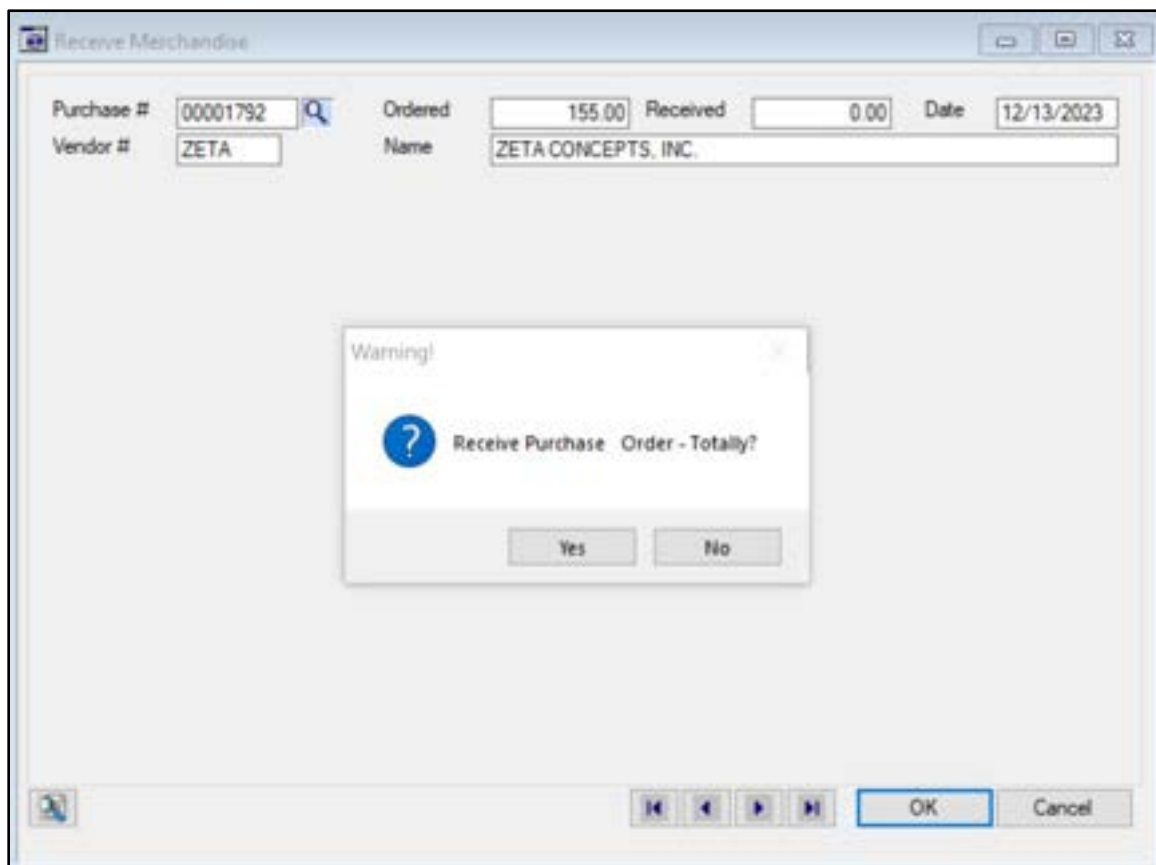 Receive Merchandise
Purchase # 00001792 Ordered 155.00 Received 0.00 Date 12/13/2023
Vendor # ZETA Name ZETA CONCEPTS, INC.
Warning!
? Receive Purchase   Order - Totally?
Yes No
OK Cancel